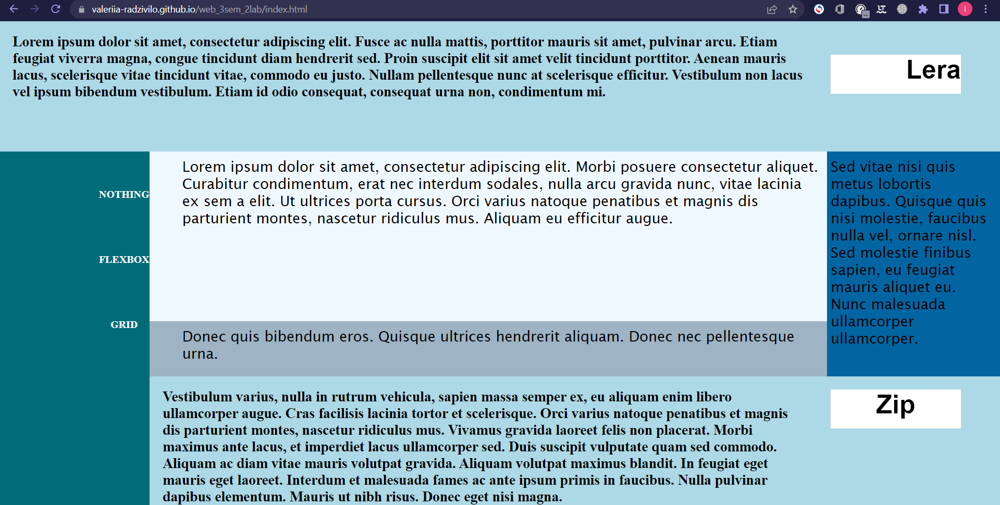 valeriia-radzivilo.github.io/web_3sem_2lab/index.html
I
Lorem ipsum dolor sit amet, consectetur adipiscing elit. Fusce ac nulla mattis, porttitor mauris sit amet, pulvinar arcu. Etiam
feugiat viverra magna, congue tincidunt diam hendrerit sed. Proin suscipit elit sit amet velit tincidunt porttitor. Aenean mauris
lacus, scelerisque vitae tincidunt vitae, commodo eu justo. Nullam pellentesque nunc at scelerisque efficitur. Vestibulum non lacus
vel ipsum bibendum vestibulum. Etiam id odio consequat, consequat urna non, condimentum mi.
Lera
NOTHING
FLEXBOX
GRID
Lorem ipsum dolor sit amet, consectetur adipiscing elit. Morbi posuere consectetur aliquet.
Curabitur condimentum, erat nec interdum sodales, nulla arcu gravida nunc, vitae lacinia
ex sem a elit. Ut ultrices porta cursus. Orci varius natoque penatibus et magnis dis
parturient montes, nascetur ridiculus mus. Aliquam eu efficitur augue.
Donec quis bibendum eros. Quisque ultrices hendrerit aliquam. Donec nec pellentesque
urna.
Sed vitae nisi quis
metus lobortis
dapibus. Quisque quis
nisi molestie, faucibus
nulla vel, ornare nisl.
Sed molestie finibus
sapien, eu feugiat
mauris aliquet eu.
Nunc malesuada
ullamcorper
ullamcorper.
Vestibulum varius, nulla in rutrum vehicula, sapien massa semper ex, eu aliquam enim libero
ullamcorper augue. Cras facilisis lacinia tortor et scelerisque. Orci varius natoque penatibus et magnis
dis parturient montes, nascetur ridiculus mus. Vivamus gravida laoreet felis non placerat. Morbi
maximus ante lacus, et imperdiet lacus ullamcorper sed. Duis suscipit vulputate quam sed commodo.
Aliquam ac diam vitae mauris volutpat gravida. Aliquam volutpat maximus blandit. In feugiat eget
mauris eget laoreet. Interdum et malesuada fames ac ante ipsum primis in faucibus. Nulla pulvinar
dapibus elementum. Mauris ut nibh risus. Donec eget nisi magna.
Zip